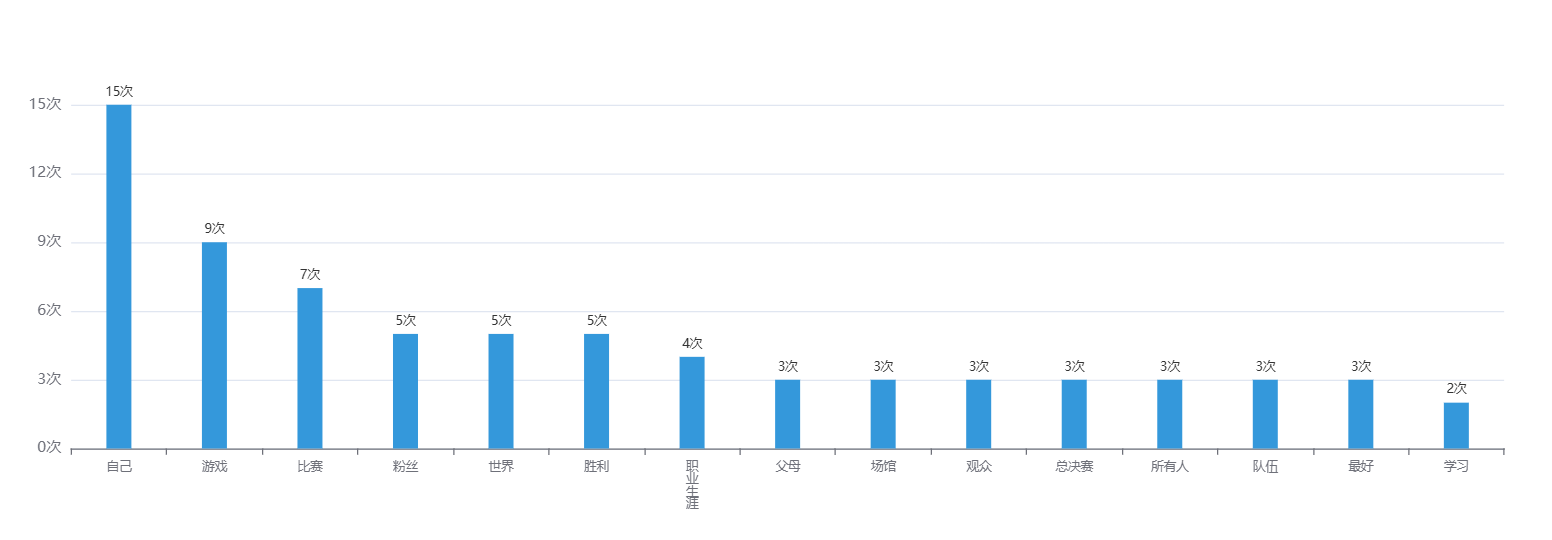 15次
12次
9次
6次
3次
0次
15次
9次
7次
5次
5次
5次
4次
3次
3次
3次
3次
3次
3次
3次
2次
自己
游戏
比赛
粉丝
世界
胜利
职业生涯
父母
场馆
观众
总决赛
所有人
队伍
最好
学习